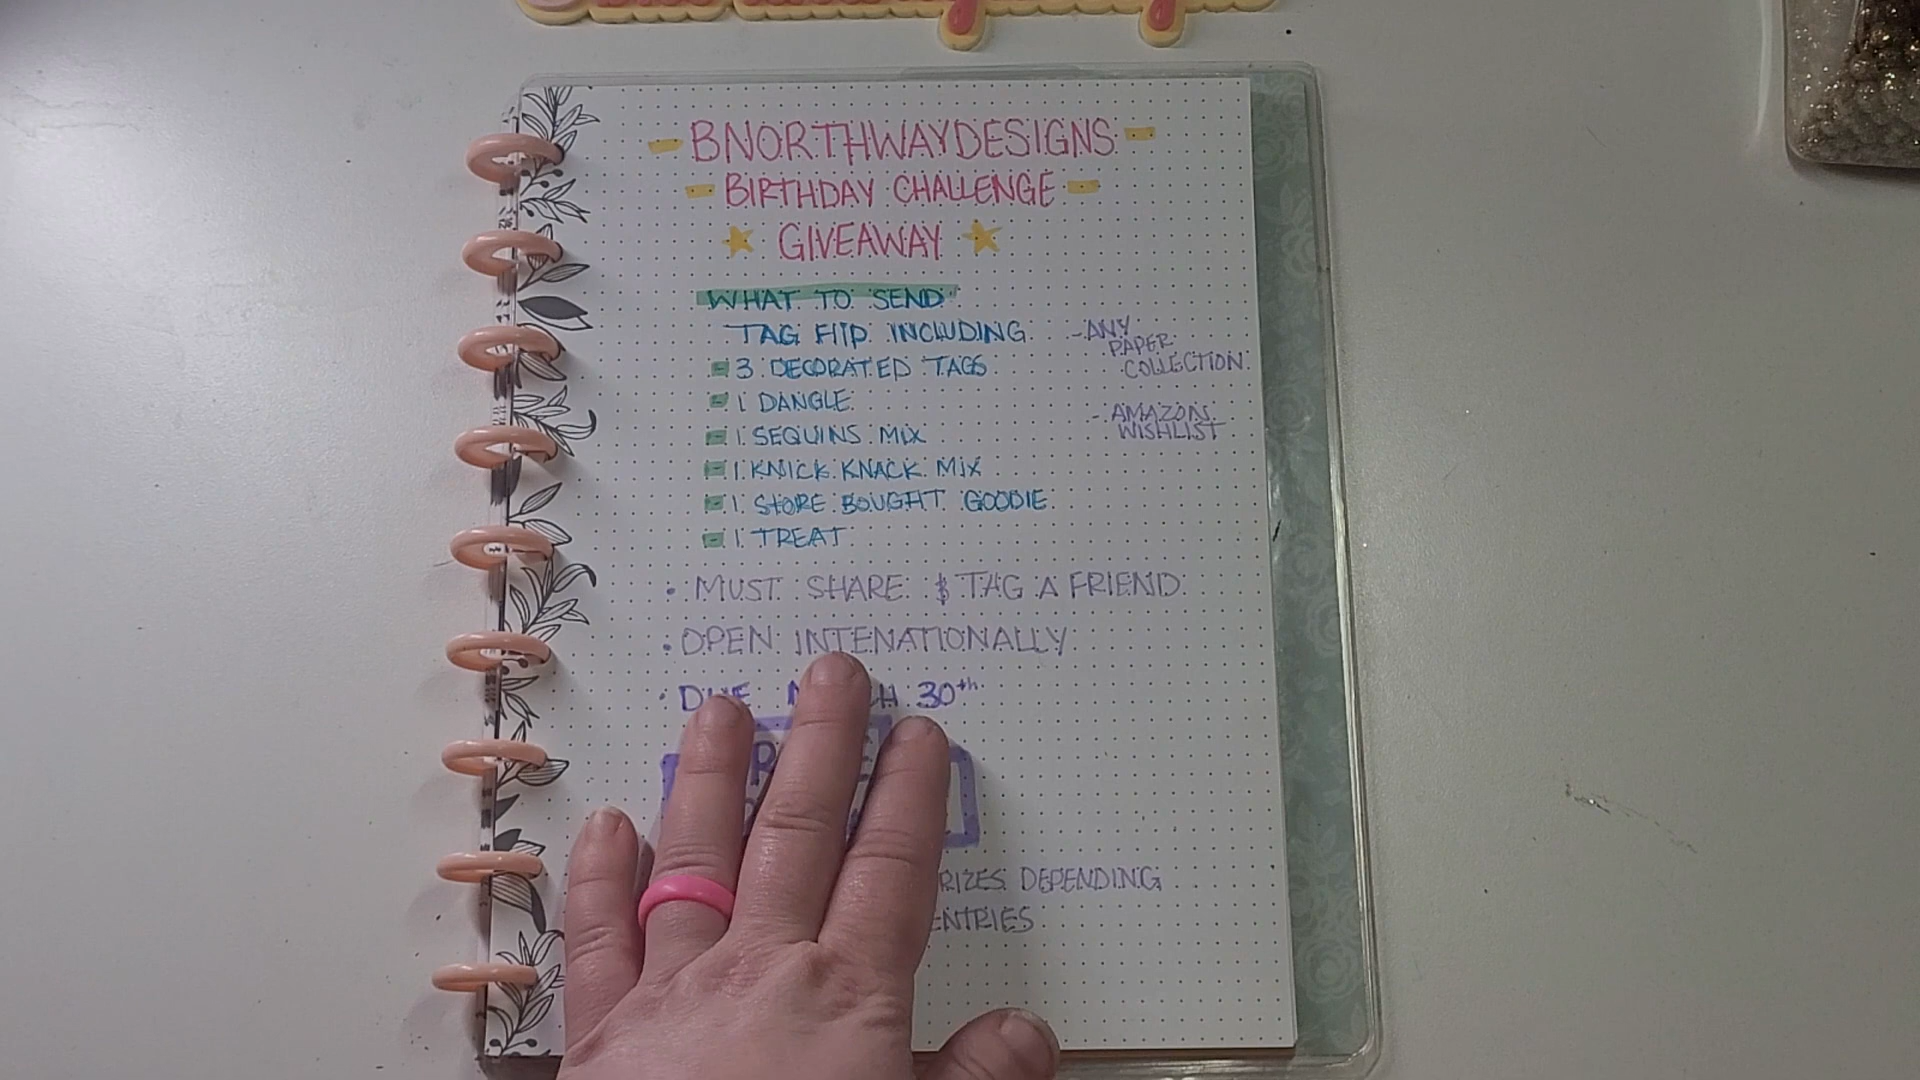 BNORTHWAYDESIGNS
BIRTHDAY CHALLENGE
GIVEAWAY
WHAT TO SEND
TAG FLIP INCLUDING
3 DECORATED TAGS
1 DANGLE
1 SEQUINS MIX
1 KNICK KNACK MIX
1 STORE BOUGHT GOODIE
1 TREAT
- ANY
PAPER
COLLECTION
- AMAZON
WISHLIST
• MUST SHARE & TAG A FRIEND
• OPEN INTENATIONALLY
• DUE 30th
DEPENDING
ENTRIES